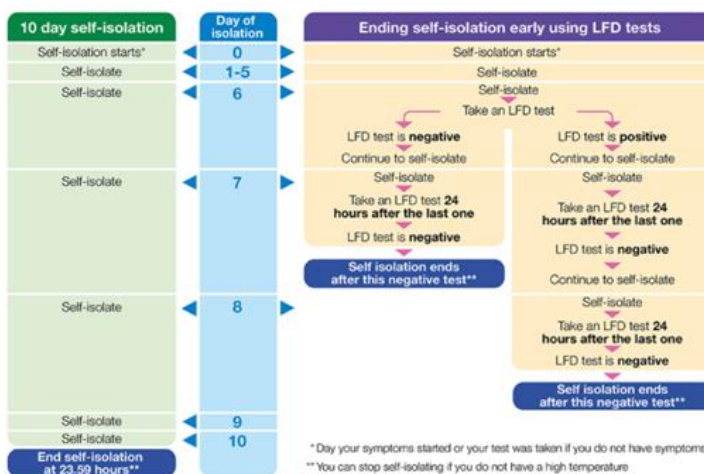 10 day self-isolation
Day of
isolation
Ending self-isolation early using LFD tests
Self-isolation starts*
0
Self-isolation starts*
Self-isolate
1-5
Self-isolate
Self-isolate
6
Self-isolate
Take an LFD test
LFD test is negative
LFD test is positive
Continue to self-isolate
Continue to self-isolate
Self-isolate
7
Self-isolate
Self-isolate
Take an LFD test 24
hours after the last one
Take an LFD test 24
hours after the last one
LFD test is negative
LFD test is negative
Self isolation ends
after this negative test**
Continue to self-isolate
Self-isolate
8
Self-isolate
Take an LFD test 24
hours after the last one
LFD test is negative
Self isolation ends
after this negative test**
Self-isolate
9
Self-isolate
10
End self-isolation
at 23.59 hours**
* Day your symptoms started or your test was taken if you do not have symptoms
** You can stop self-isolating if you do not have a high temperature